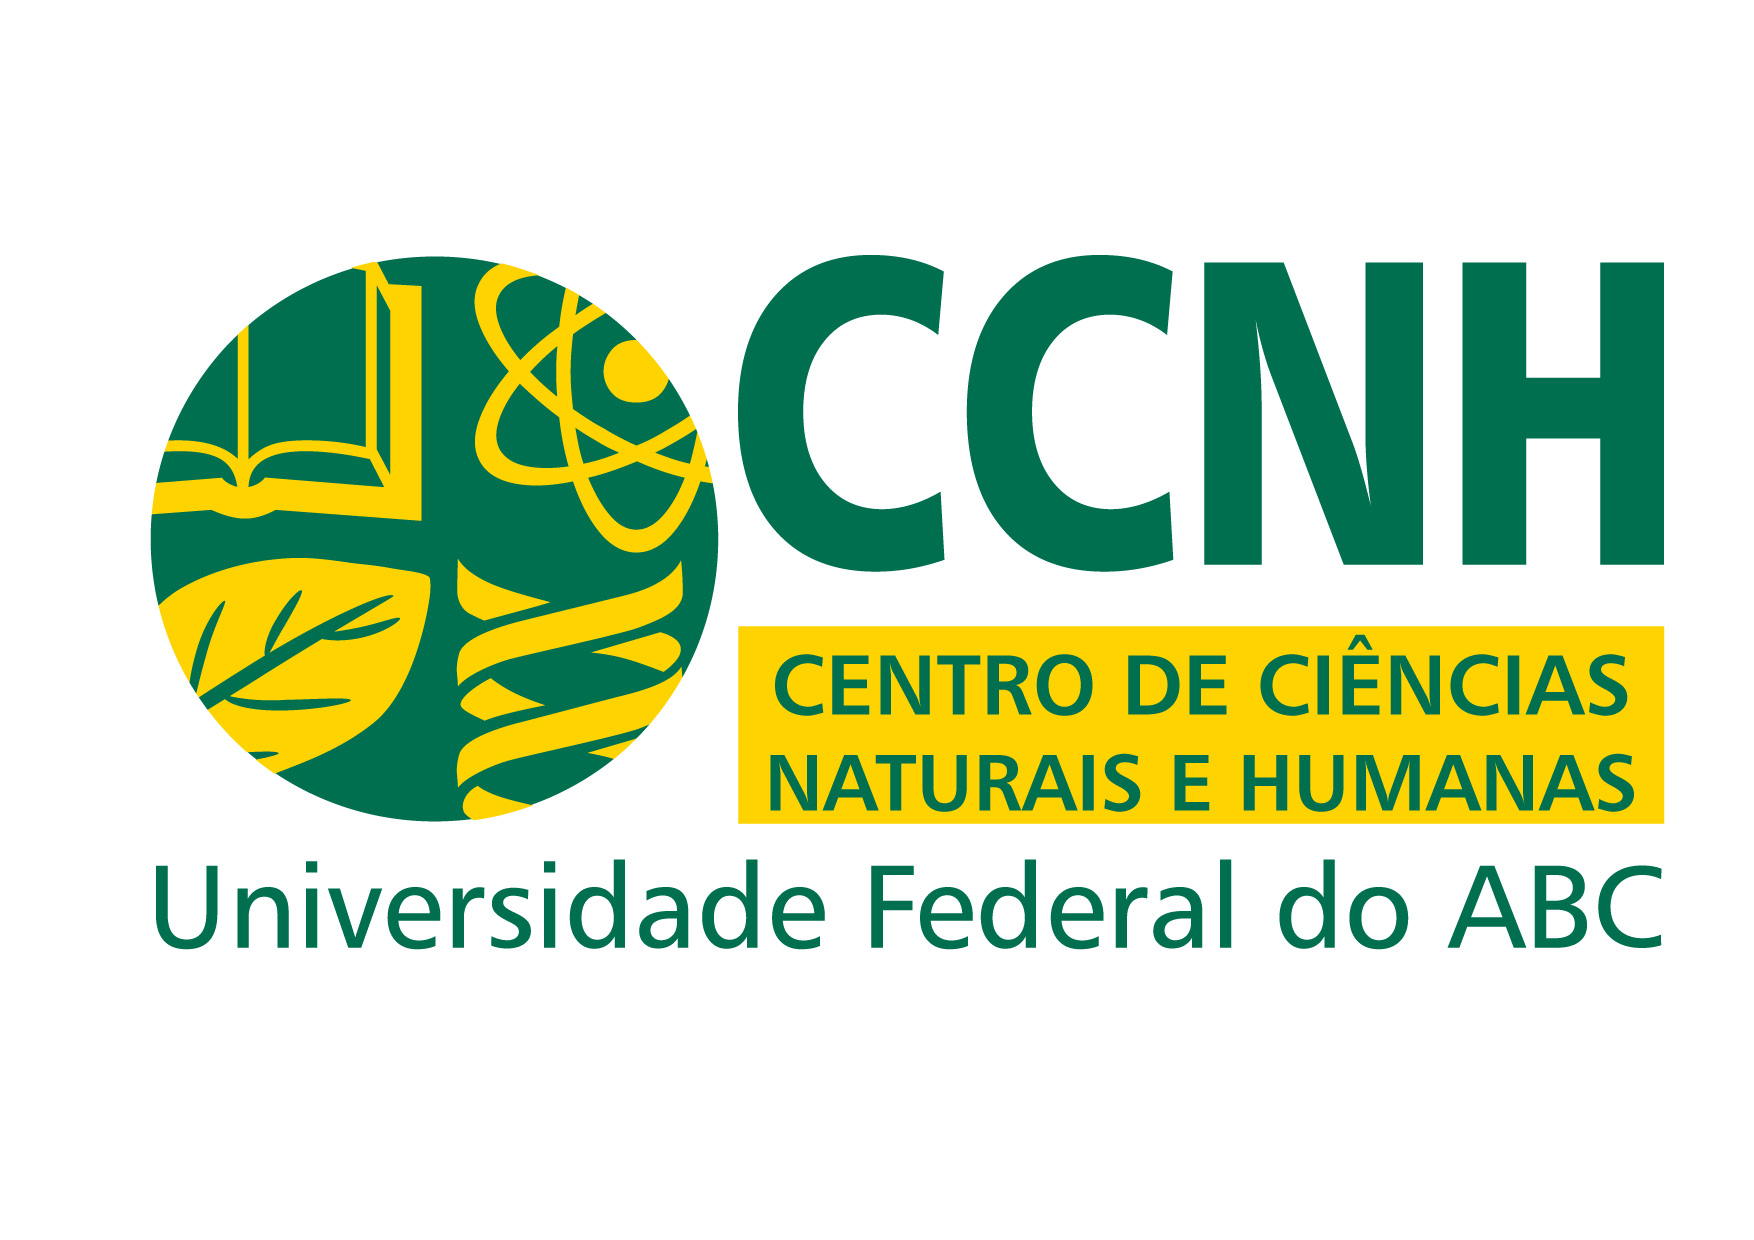 CCNH
CENTRO DE CIÊNCIAS
NATURAIS E HUMANAS
Universidade Federal do ABC